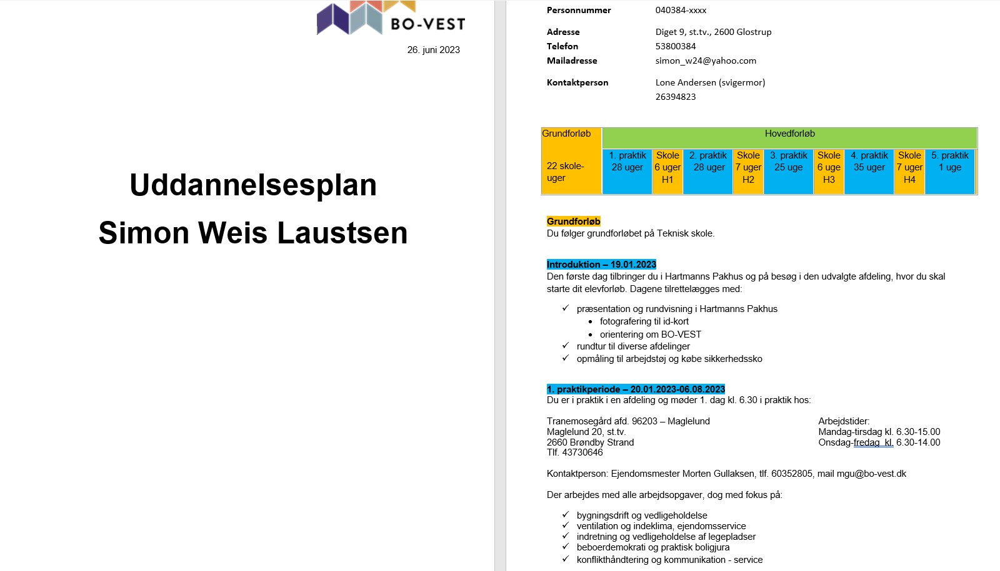 BO-VEST
26. juni 2023
Uddannelsesplan
Simon Weis Laustsen
Personnummer 040384-xxxx
Adresse Diget 9, st.tv., 2600 Glostrup
Telefon 53800384
Mailadresse simon_w24@yahoo.com
Kontaktperson Lone Andersen (svigermor)
26394823
Grundforløb Hovedforløb
22 skole-
uger
1. praktik Skole 2. praktik Skole 3. praktik Skole 4. praktik Skole 5. praktik
28 uger 6 uger 28 uger 7 uger 25 uge 6 uge 35 uger 7 uger 1 uge
H1 H2 H3 H4
Grundforløb
Du følger grundforløbet på Teknisk skole.
Introduktion – 19.01.2023
Den første dag tilbringer du i Hartmanns Pakhus og på besøg i den udvalgte afdeling, hvor du skal
starte dit elevforløb. Dagene tilrettelægges med:
✓ præsentation og rundvisning i Hartmanns Pakhus
• fotografering til id-kort
• orientering om BO-VEST
✓ rundtur til diverse afdelinger
✓ opmåling til arbejdstøj og købe sikkerhedssko
1. praktikperiode – 20.01.2023-06.08.2023
Du er i praktik i en afdeling og møder 1. dag kl. 6.30 i praktik hos:
Tranemosegård afd. 96203 – Maglelund Arbejdstider:
Maglelund 20, st.tv. Mandag-tirsdag kl. 6.30-15.00
2660 Brøndby Strand Onsdag-fredag kl. 6.30-14.00
Tlf. 43730646
Kontaktperson: Ejendomsmester Morten Gullaksen, tlf. 60352805, mail mgu@bo-vest.dk
Der arbejdes med alle arbejdsopgaver, dog med fokus på:
✓ bygningsdrift og vedligeholdelse
✓ ventilation og indeklima, ejendomsservice
✓ indretning og vedligeholdelse af legepladser
✓ beboerdemokrati og praktisk boligjura
✓ konflikthåndtering og kommunikation - service